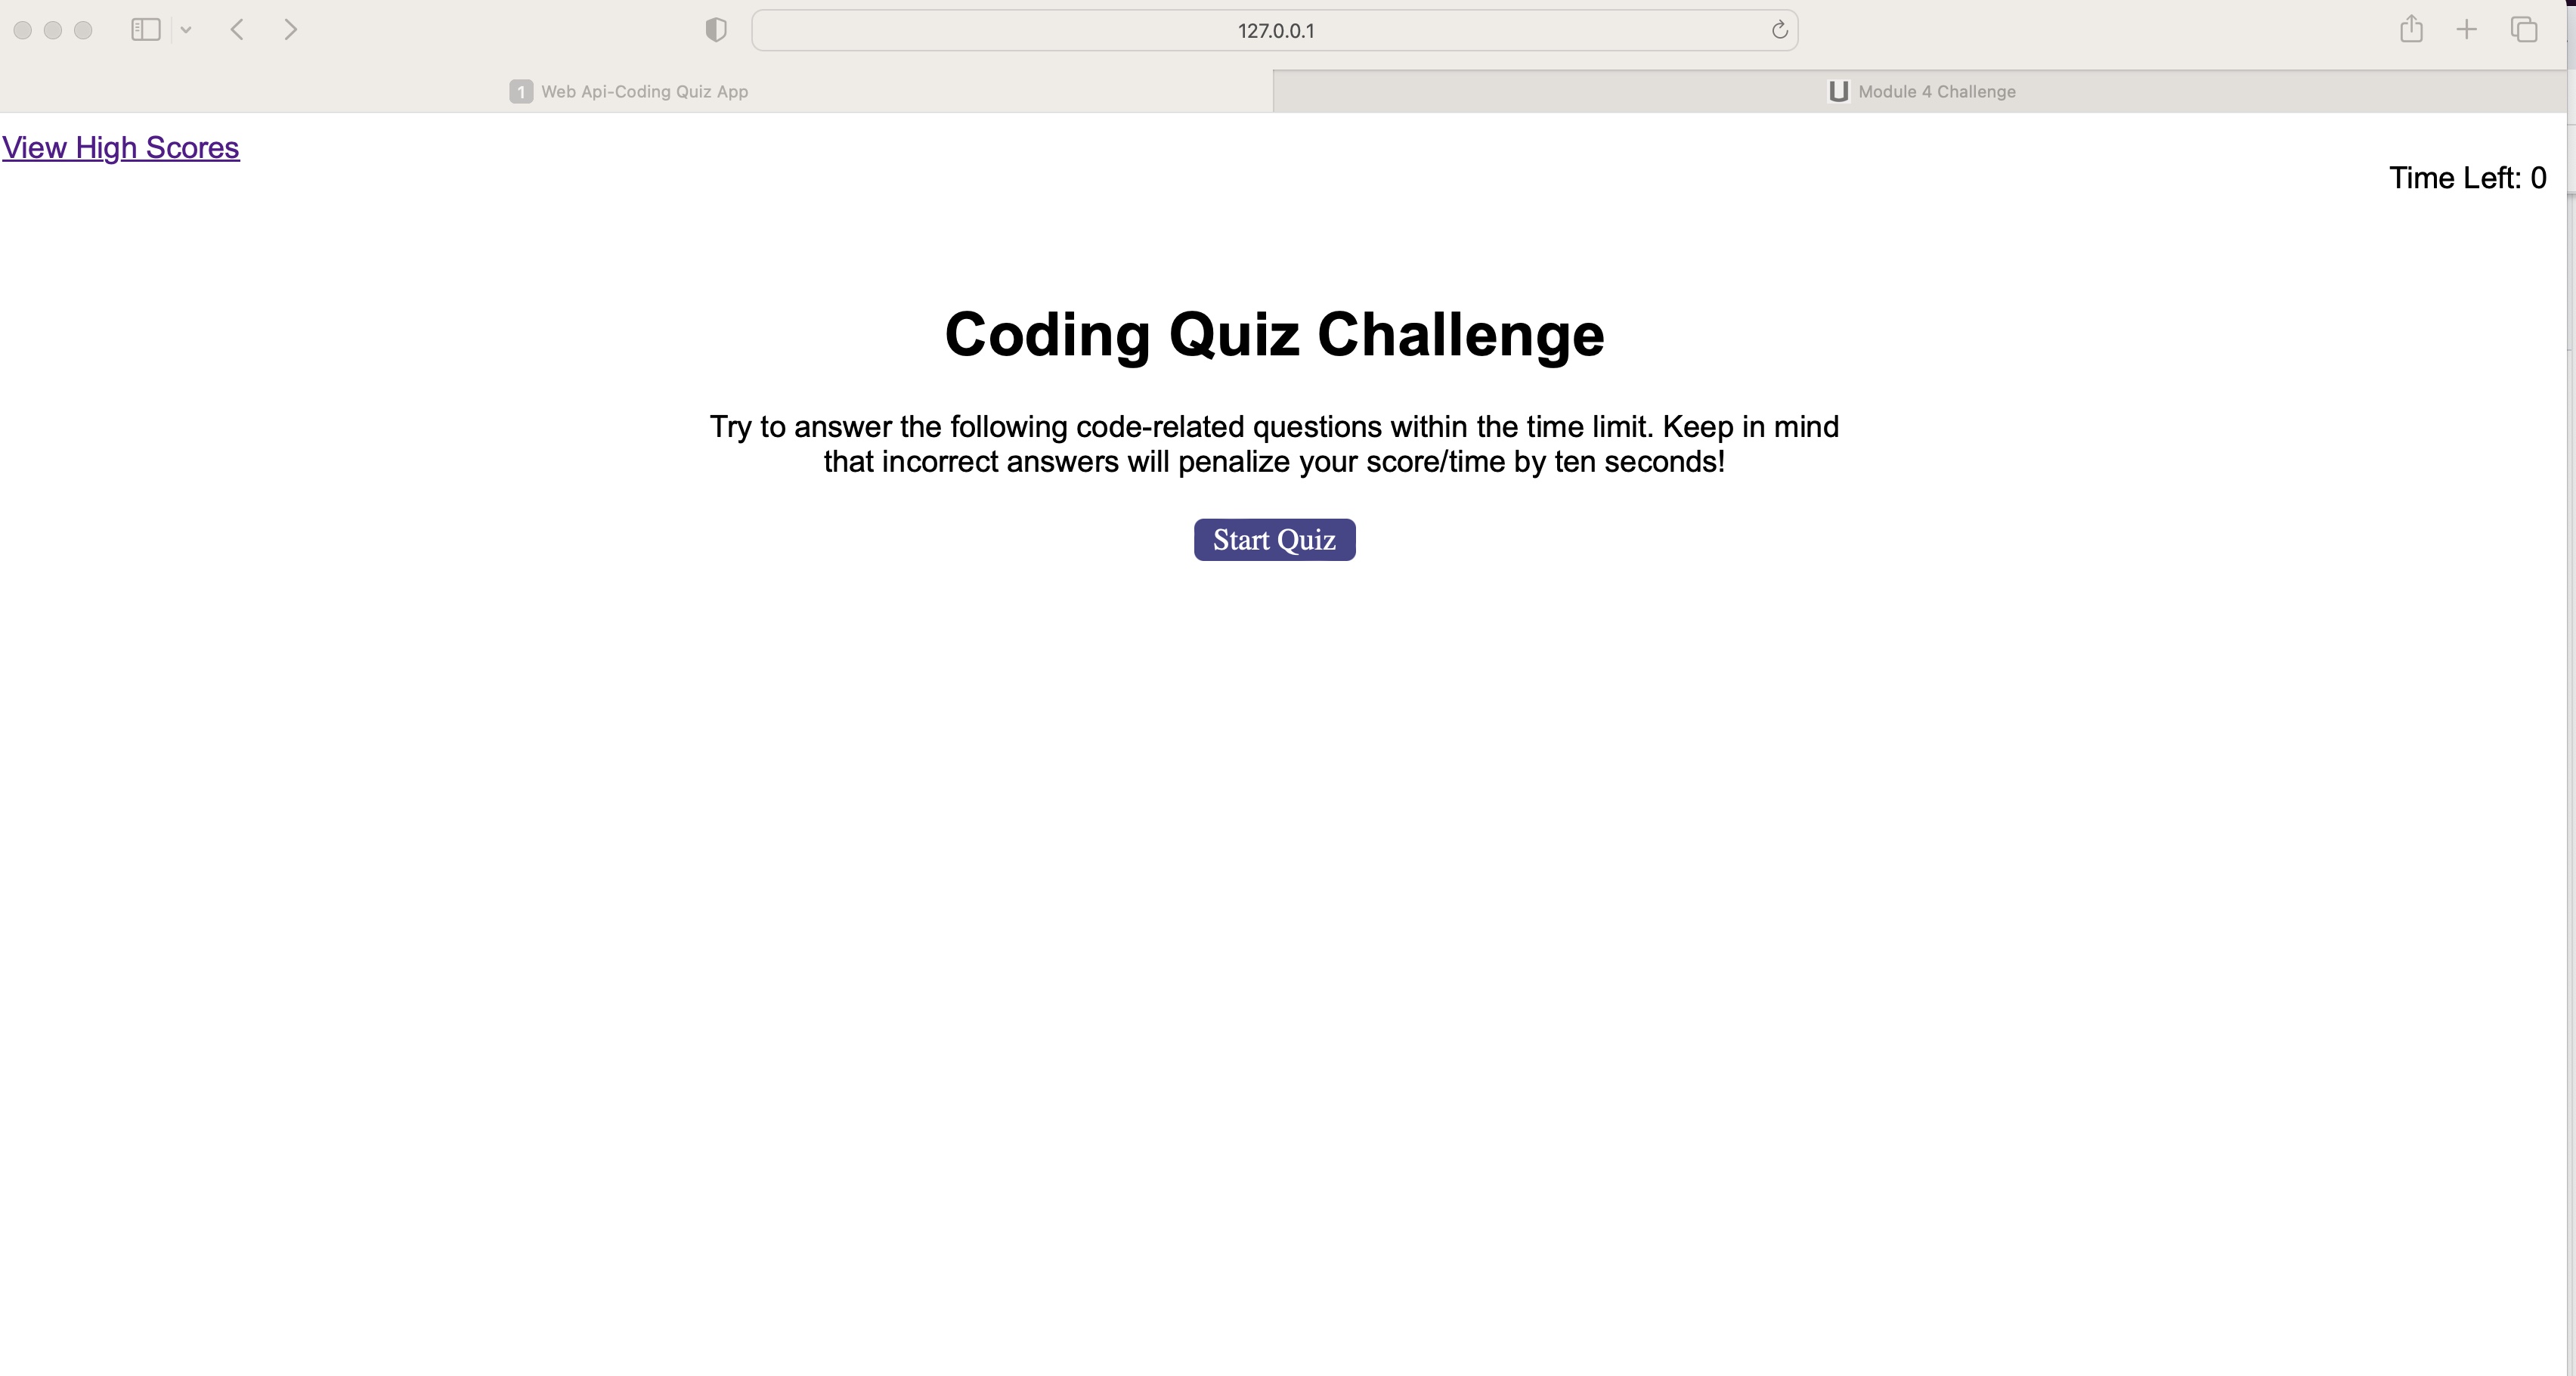 127.0.0.1
1 Web Api-Coding Quiz App
U Module 4 Challenge
View High Scores
Time Left: 0
Coding Quiz Challenge
Try to answer the following code-related questions within the time limit. Keep in mind
that incorrect answers will penalize your score/time by ten seconds!
Start Quiz